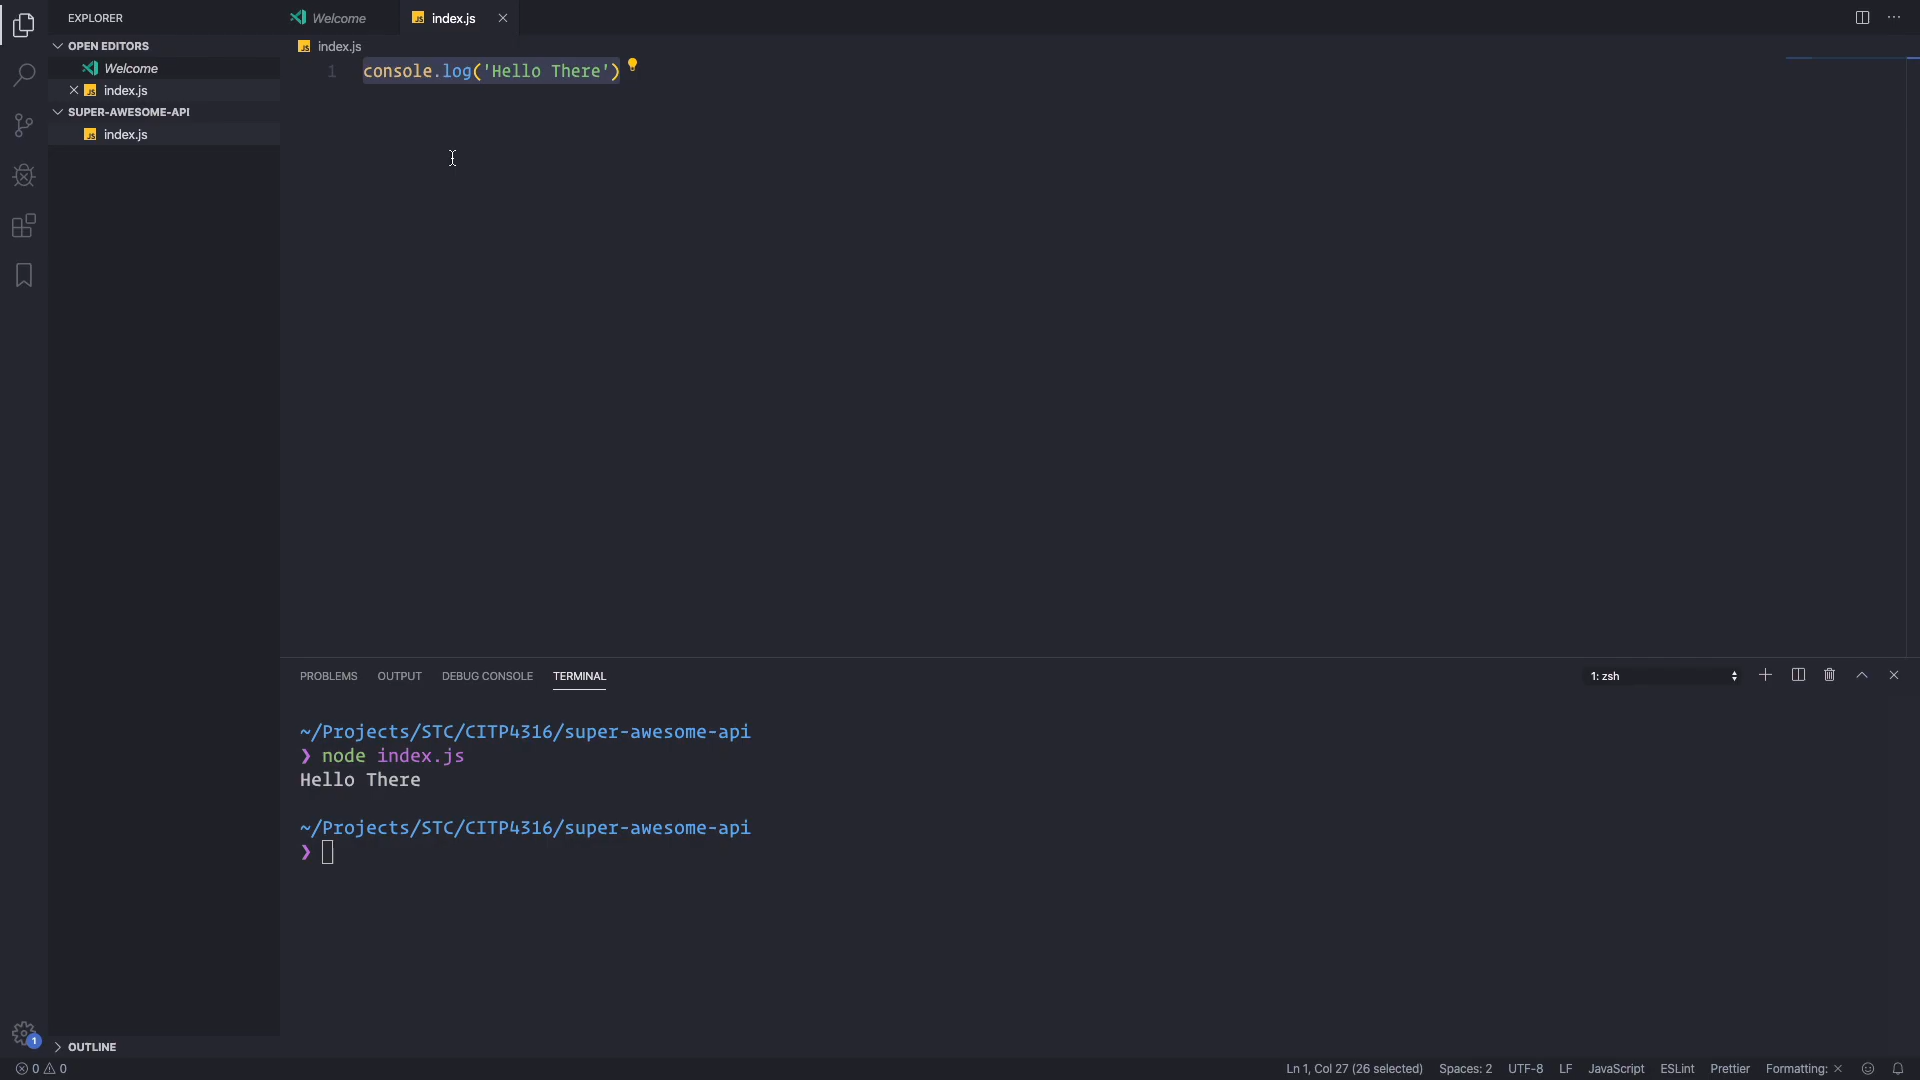 EXPLORER
OPEN EDITORS
Welcome
index.js
SUPER-AWESOME-API
index.js
OUTLINE
Welcome
index.js
index.js
1 console.log('Hello There')
PROBLEMS OUTPUT DEBUG CONSOLE TERMINAL
1: zsh
~/Projects/STC/CITP4316/super-awesome-api
❯ node index.js
Hello There
~/Projects/STC/CITP4316/super-awesome-api
❯
1
0 0
Ln 1, Col 27 (26 selected) Spaces: 2 UTF-8 LF JavaScript ESLint Prettier Formatting: ×